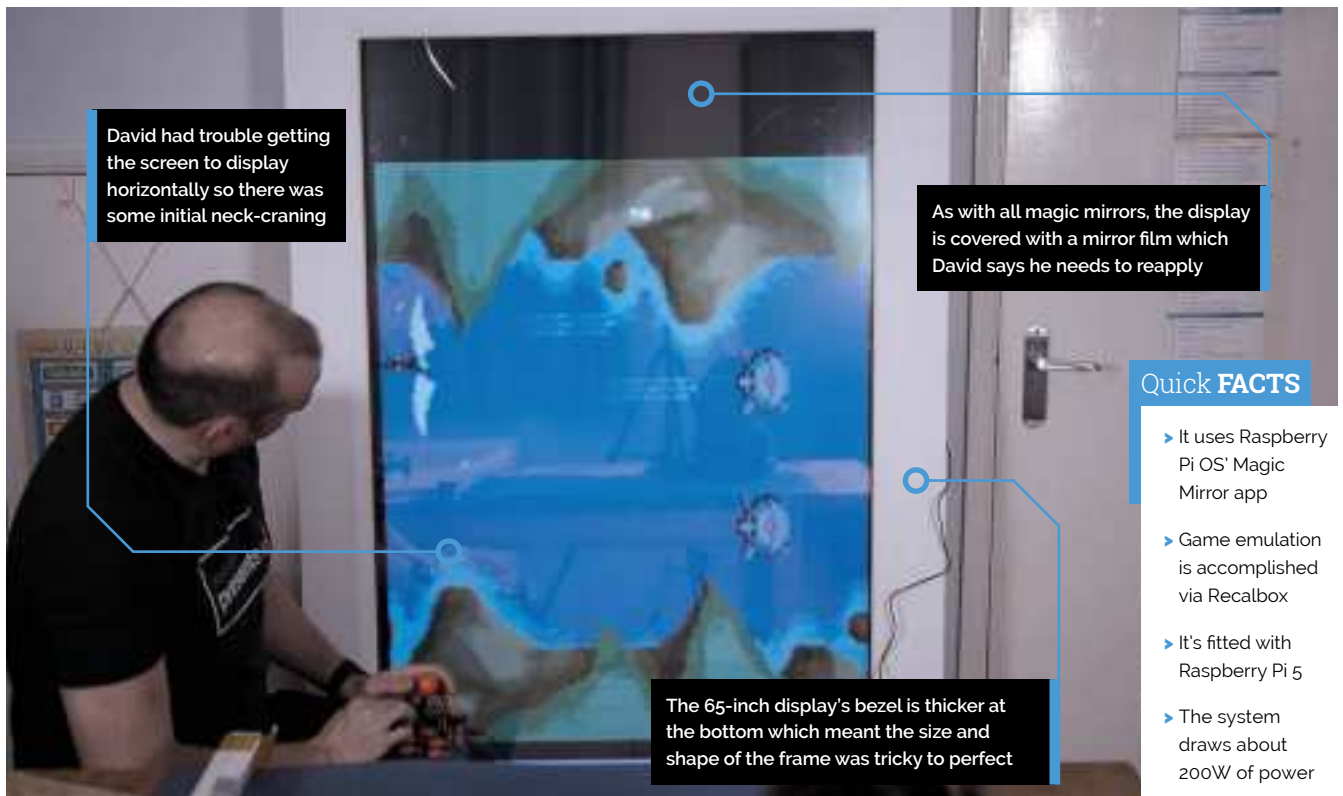 David had trouble getting
the screen to display
horizontally so there was
some initial neck-craning
As with all magic mirrors, the display
is covered with a mirror film which
David says he needs to reapply
Quick FACTS
> It uses Raspberry
Pi OS' Magic
Mirror app
> Game emulation
is accomplished
via Recalbox
> It's fitted with
Raspberry Pi 5
> The system
draws about
200W of power
The 65-inch display's bezel is thicker at
the bottom which meant the size and
shape of the frame was tricky to perfect